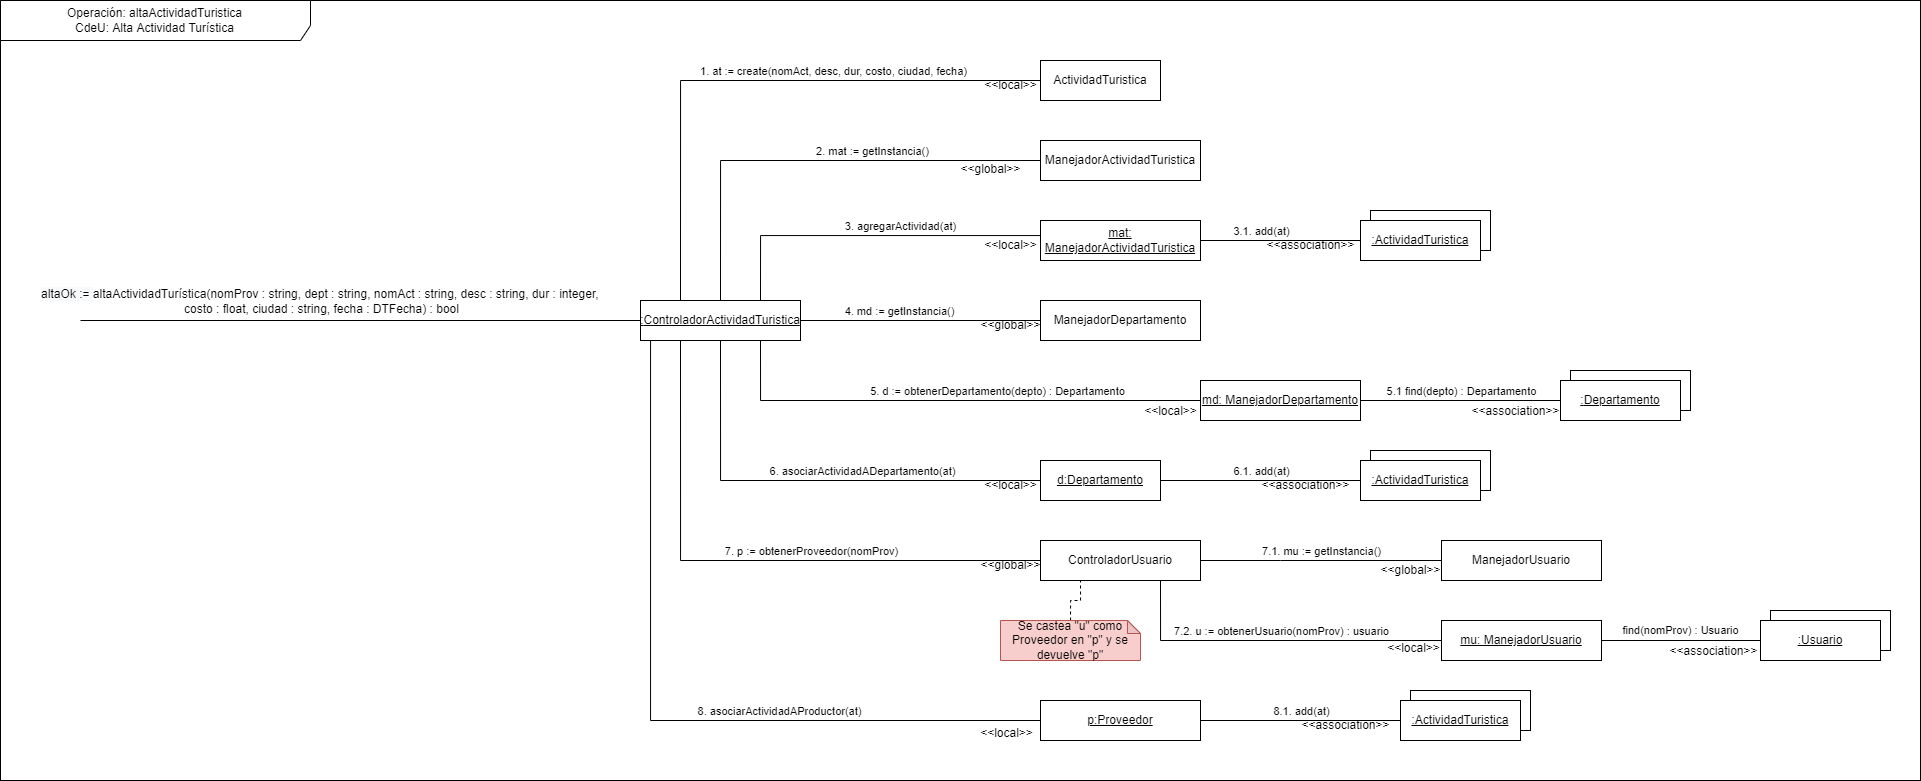 Operación: altaActividadTuristica
CdeU: Alta Actividad Turística
1. at := create(nomAct, desc, dur, costo, ciudad, fecha)
<<local>>
ActividadTuristica
2. mat := getInstancia()
<<global>>
ManejadorActividadTuristica
3. agregarActividad(at)
<<local>>
mat:
ManejadorActividadTuristica
3.1. add(at)
<<association>>
:ActividadTuristica
altaOk := altaActividadTurística(nomProv : string, dept : string, nomAct : string, desc : string, dur : integer,
costo : float, ciudad : string, fecha : DTFecha) : bool
:ControladorActividadTuristica
4. md := getInstancia()
<<global>>
ManejadorDepartamento
5. d := obtenerDepartamento(depto) : Departamento
<<local>>
md: ManejadorDepartamento
5.1 find(depto) : Departamento
<<association>>
:Departamento
6. asociarActividadADepartamento(at)
<<local>>
d:Departamento
6.1. add(at)
<<association>>
:ActividadTuristica
7. p := obtenerProveedor(nomProv)
<<global>>
ControladorUsuario
7.1. mu := getInstancia()
<<global>>
ManejadorUsuario
Se castea "u" como
Proveedor en "p" y se
devuelve "p"
7.2. u := obtenerUsuario(nomProv) : usuario
<<local>>
mu: ManejadorUsuario
find(nomProv) : Usuario
<<association>>
:Usuario
8. asociarActividadAProductor(at)
<<local>>
p:Proveedor
8.1. add(at)
<<association>>
:ActividadTuristica